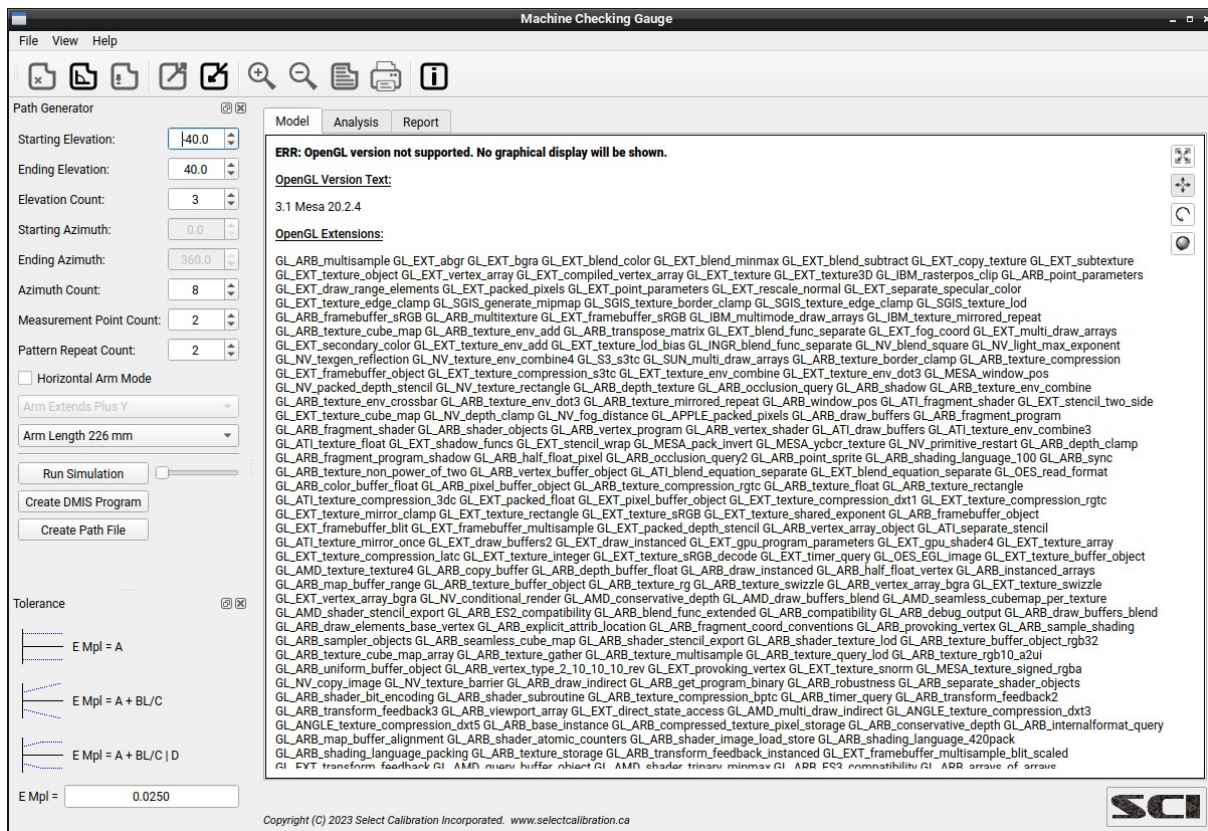 Machine Checking Gauge
File View Help
Path Generator
Starting Elevation: -40.0
Ending Elevation: 40.0
Elevation Count: 3
Starting Azimuth: 0.0
Ending Azimuth: 360.0
Azimuth Count: 8
Measurement Point Count: 2
Pattern Repeat Count: 2
Horizontal Arm Mode
Arm Extends Plus Y
Arm Length 226 mm
Run Simulation
Create DMIS Program
Create Path File
Tolerance
E Mpl = A
E Mpl = A + BL/C
E Mpl = A + BL/C | D
E Mpl = 0.0250
Model Analysis Report
ERR: OpenGL version not supported. No graphical display will be shown.
OpenGL Version Text:
3.1 Mesa 20.2.4
OpenGL Extensions:
GL_ARB_multisample GL_EXT_abgr GL_EXT_bgra GL_EXT_blend_color GL_EXT_blend_minmax GL_EXT_blend_subtract GL_EXT_copy_texture GL_EXT_subtexture
GL_EXT_texture_object GL_EXT_vertex_array GL_EXT_compiled_vertex_array GL_EXT_texture GL_EXT_texture3D GL_IBM_rasterpos_clip GL_ARB_point_parameters
GL_EXT_draw_range_elements GL_EXT_packed_pixels GL_EXT_point_parameters GL_EXT_rescale_normal GL_EXT_separate_specular_color
GL_EXT_texture_edge_clamp GL_SGIS_generate_mipmap GL_SGIS_texture_border_clamp GL_SGIS_texture_edge_clamp GL_SGIS_texture_lod
GL_ARB_framebuffer_sRGB GL_ARB_multitexture GL_EXT_framebuffer_sRGB GL_IBM_multimode_draw_arrays GL_IBM_texture_mirrored_repeat
GL_ARB_texture_cube_map GL_ARB_texture_env_add GL_ARB_transpose_matrix GL_EXT_blend_func_separate GL_EXT_fog_coord GL_EXT_multi_draw_arrays
GL_EXT_secondary_color GL_EXT_texture_env_add GL_EXT_texture_lod_bias GL_INGR_blend_func_separate GL_NV_blend_square GL_NV_light_max_exponent
GL_NV_texgen_reflection GL_NV_texture_env_combine4 GL_S3_s3tc GL_SUN_multi_draw_arrays GL_ARB_texture_border_clamp GL_ARB_texture_compression
GL_EXT_framebuffer_object GL_EXT_texture_compression_s3tc GL_EXT_texture_env_combine GL_EXT_texture_env_dot3 GL_MESA_window_pos
GL_NV_packed_depth_stencil GL_NV_texture_rectangle GL_ARB_depth_texture GL_ARB_occlusion_query GL_ARB_shadow GL_ARB_texture_env_combine
GL_ARB_texture_env_crossbar GL_ARB_texture_env_dot3 GL_ARB_texture_mirrored_repeat GL_ARB_window_pos GL_ATI_fragment_shader GL_EXT_stencil_two_side
GL_EXT_texture_cube_map GL_NV_depth_clamp GL_NV_fog_distance GL_APPLE_packed_pixels GL_ARB_draw_buffers GL_ARB_fragment_program
GL_ARB_fragment_shader GL_ARB_shader_objects GL_ARB_vertex_program GL_ARB_vertex_shader GL_ATI_draw_buffers GL_ATI_texture_env_combine3
GL_ATI_texture_float GL_EXT_shadow_funcs GL_EXT_stencil_wrap GL_MESA_pack_invert GL_MESA_ycbcr_texture GL_NV_primitive_restart GL_ARB_depth_clamp
GL_ARB_fragment_program_shadow GL_ARB_half_float_pixel GL_ARB_occlusion_query2 GL_ARB_point_sprite GL_ARB_shading_language_100 GL_ARB_sync
GL_ARB_texture_non_power_of_two GL_ARB_vertex_buffer_object GL_ATI_blend_equation_separate GL_EXT_blend_equation_separate GL_OES_read_format
GL_ARB_color_buffer_float GL_ARB_pixel_buffer_object GL_ARB_texture_compression_rgtc GL_ARB_texture_float GL_ARB_texture_rectangle
GL_ATI_texture_compression_3dc GL_EXT_packed_float GL_EXT_pixel_buffer_object GL_EXT_texture_compression_dxt1 GL_EXT_texture_compression_rgtc
GL_EXT_texture_mirror_clamp GL_EXT_texture_rectangle GL_EXT_texture_sRGB GL_EXT_texture_shared_exponent GL_ARB_framebuffer_object
GL_EXT_framebuffer_blit GL_EXT_framebuffer_multisample GL_EXT_packed_depth_stencil GL_ARB_vertex_array_object GL_ATI_separate_stencil
GL_ATI_texture_mirror_once GL_EXT_draw_buffers2 GL_EXT_draw_instanced GL_EXT_gpu_program_parameters GL_EXT_gpu_shader4 GL_EXT_texture_array
GL_EXT_texture_compression_latc GL_EXT_texture_integer GL_EXT_texture_sRGB_decode GL_EXT_timer_query GL_OES_EGL_image GL_EXT_texture_buffer_object
GL_AMD_texture_texture4 GL_ARB_copy_buffer GL_ARB_depth_buffer_float GL_ARB_draw_instanced GL_ARB_half_float_vertex GL_ARB_instanced_arrays
GL_ARB_map_buffer_range GL_ARB_texture_buffer_object GL_ARB_texture_rg GL_ARB_texture_swizzle GL_ARB_vertex_array_bgra GL_EXT_texture_swizzle
GL_EXT_vertex_array_bgra GL_NV_conditional_render GL_AMD_conservative_depth GL_AMD_draw_buffers_blend GL_AMD_seamless_cubemap_per_texture
GL_AMD_shader_stencil_export GL_ARB_ES2_compatibility GL_ARB_blend_func_extended GL_ARB_compatibility GL_ARB_debug_output GL_ARB_draw_buffers_blend
GL_ARB_draw_elements_base_vertex GL_ARB_explicit_attrib_location GL_ARB_fragment_coord_conventions GL_ARB_provoking_vertex GL_ARB_sample_shading
GL_ARB_sampler_objects GL_ARB_seamless_cube_map GL_ARB_shader_stencil_export GL_ARB_shader_texture_lod GL_ARB_texture_buffer_object_rgb32
GL_ARB_texture_cube_map_array GL_ARB_texture_gather GL_ARB_texture_multisample GL_ARB_texture_query_lod GL_ARB_texture_rgb10_a2ui
GL_ARB_uniform_buffer_object GL_ARB_vertex_type_2_10_10_10_rev GL_EXT_provoking_vertex GL_EXT_texture_snorm GL_MESA_texture_signed_rgba
GL_NV_copy_image GL_NV_texture_barrier GL_ARB_draw_indirect GL_ARB_get_program_binary GL_ARB_robustness GL_ARB_separate_shader_objects
GL_ARB_shader_bit_encoding GL_ARB_shader_subroutine GL_ARB_texture_compression_bptc GL_ARB_timer_query GL_ARB_transform_feedback2
GL_ARB_transform_feedback3 GL_ARB_viewport_array GL_EXT_direct_state_access GL_AMD_multi_draw_indirect GL_ANGLE_texture_compression_dxt3
GL_ANGLE_texture_compression_dxt5 GL_ARB_base_instance GL_ARB_compressed_texture_pixel_storage GL_ARB_conservative_depth GL_ARB_internalformat_query
GL_ARB_map_buffer_alignment GL_ARB_shader_atomic_counters GL_ARB_shader_image_load_store GL_ARB_shading_language_420pack
GL_ARB_shading_language_packing GL_ARB_texture_storage GL_ARB_transform_feedback_instanced GL_EXT_framebuffer_multisample_blit_scaled
GL_EXT_transform_feedback GL_AMD_query_buffer_object GL_AMD_shader_trinary_minmax GL_ARB_ES3_compatibility GL_ARB_arrays_of_arrays
Copyright (C) 2023 Select Calibration Incorporated. www.selectcalibration.ca
SCI